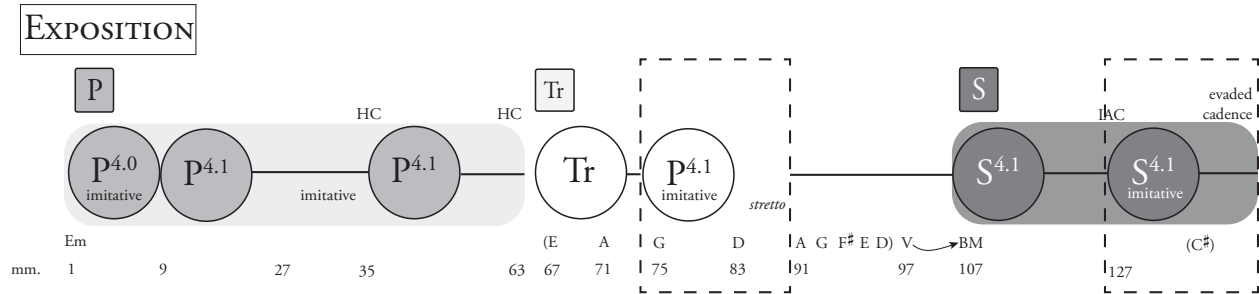 EXPOSITION
P
Tr
S
evaded
HC
HC
IAC
cadence
P4.0
P4.1
P4.1
Tr
P4.1
S4.1
S4.1
imitative
imitative
imitative
imitative
stretto
Em
(E
A
G
D
A G F♯ E D) V
BM
(C♯)
mm.
1
9
27
35
63
67
71
75
83
91
97
107
127